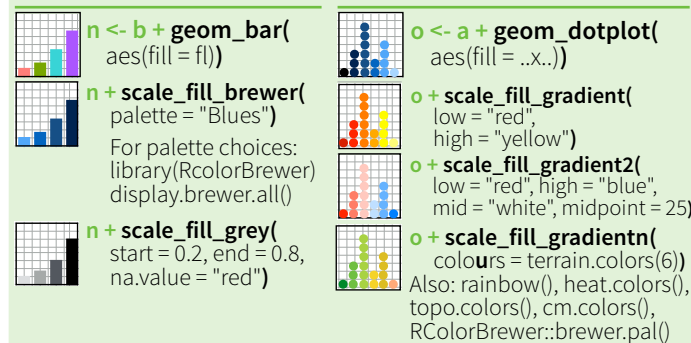 n <- b + geom_bar(
aes(fill = fl))
n + scale_fill_brewer(
palette = "Blues")
For palette choices:
library(RcolorBrewer)
display.brewer.all()
n + scale_fill_grey(
start = 0.2, end = 0.8,
na.value = "red")
o <- a + geom_dotplot(
aes(fill = ..x..))
o + scale_fill_gradient(
low = "red",
high = "yellow")
o + scale_fill_gradient2(
low = "red", high = "blue",
mid = "white", midpoint = 25)
o + scale_fill_gradientn(
colours = terrain.colors(6))
Also: rainbow(), heat.colors(),
topo.colors(), cm.colors(),
RColorBrewer::brewer.pal()